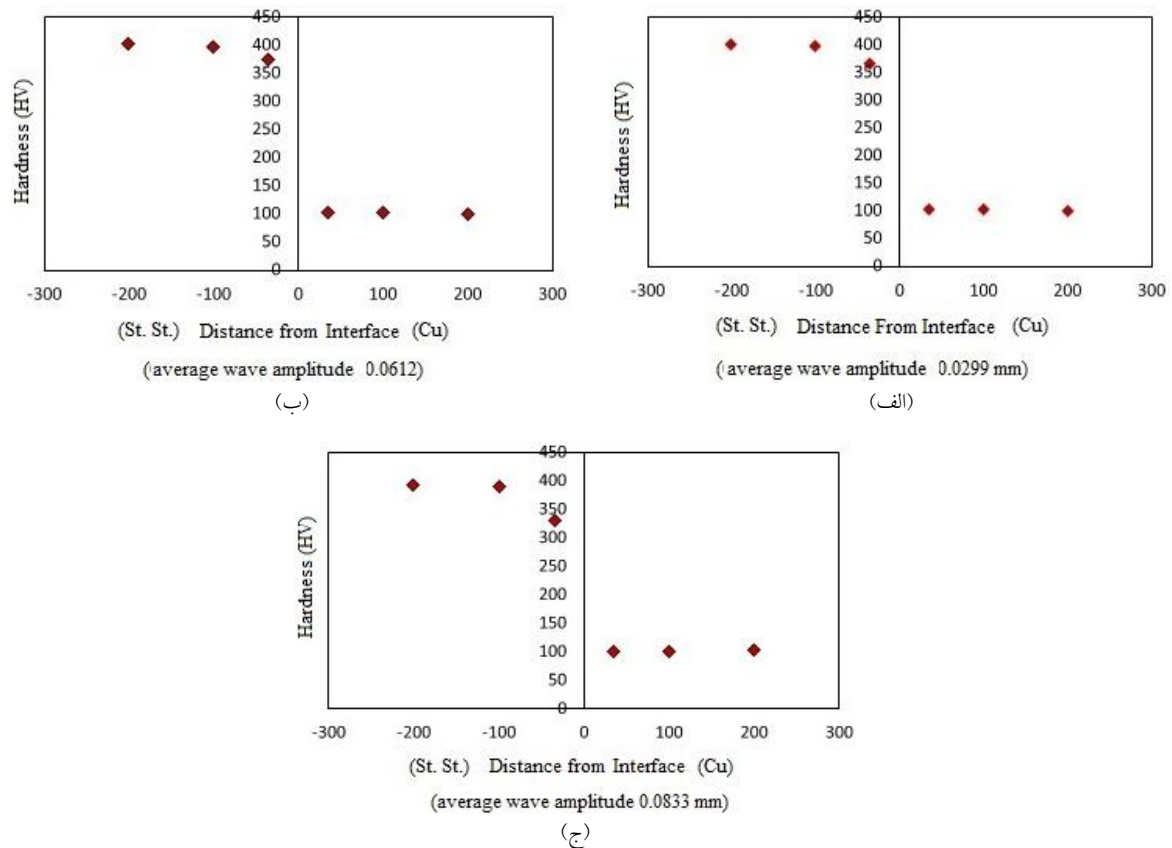 450
400
350
300
250
200
150
100
50
0
Hardness (HV)
-300 -200 -100 0 100 200 300
(St. St.) Distance From Interface (Cu)
(average wave amplitude 0.0299 mm)
(الف)
450
400
350
300
250
200
150
100
50
0
Hardness (HV)
-300 -200 -100 0 100 200 300
(St. St.) Distance from Interface (Cu)
(average wave amplitude 0.0612)
(ب)
450
400
350
300
250
200
150
100
50
0
Hardness (HV)
-300 -200 -100 0 100 200 300
(St. St.) Distance from Interface (Cu)
(average wave amplitude 0.0833 mm)
(ج)